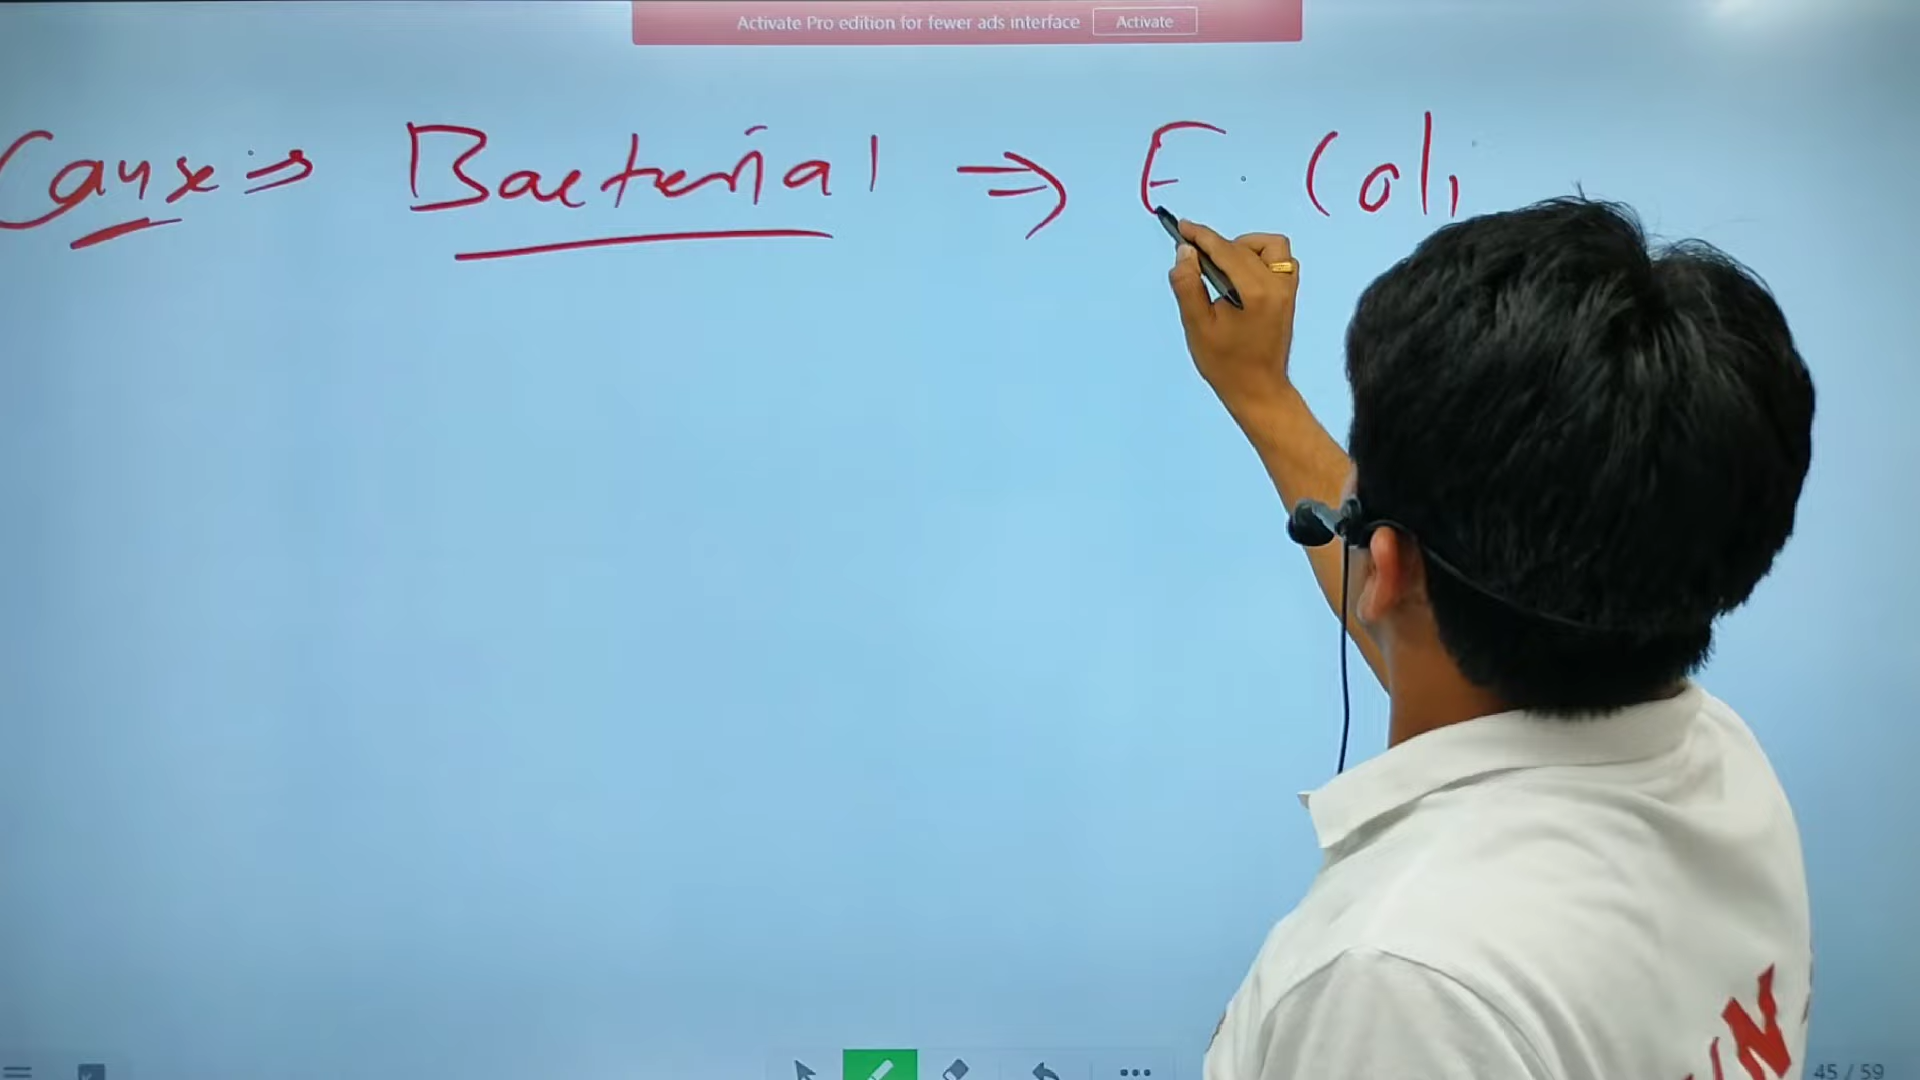 Activate Pro edition for fewer ads interface Activate
Cause ⇒ Bacterial ⇒ E. Coli
45 / 59